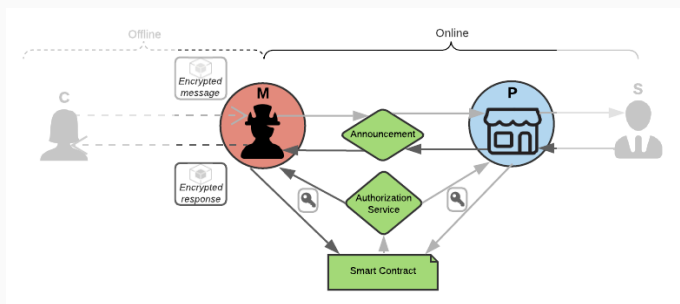 Offline
Online
Encrypted
message
C
M
P
S
Announcement
Encrypted
response
Authorization
Service
Smart Contract